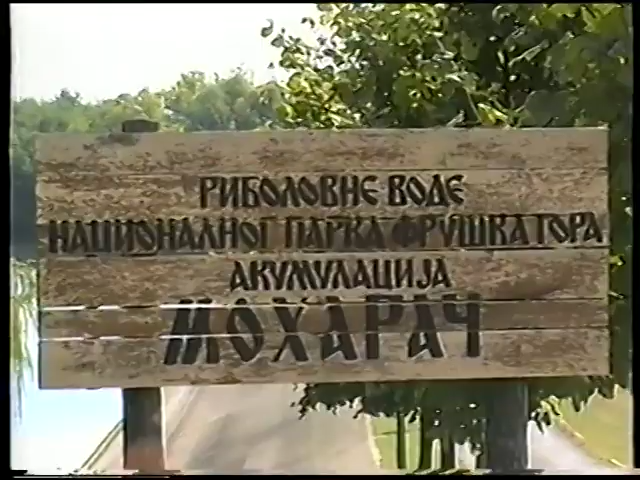 РИБОЛОВНЕ ВОДЕ
НАЦИОНАЛНОГ ПАРКА ФРУШКА ГОРА
АКУМУЛАЦИЈА
МОХАРАЧ